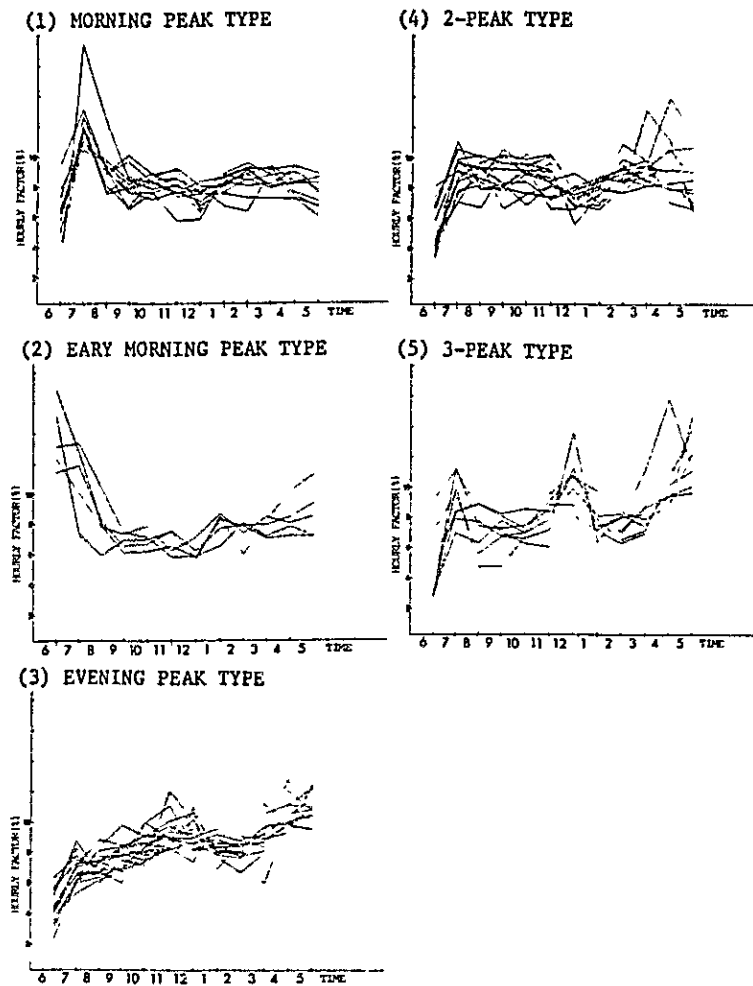 (1) MORNING PEAK TYPE
HOURLY FACTOR[%]
10
6 7 8 9 10 11 12 1 2 3 4 5 TIME
(2) EARY MORNING PEAK TYPE
HOURLY FACTOR[%]
10
6 7 8 9 10 11 12 1 2 3 4 5 TIME
(3) EVENING PEAK TYPE
HOURLY FACTOR[%]
10
6 7 8 9 10 11 12 1 2 3 4 5 TIME
(4) 2-PEAK TYPE
HOURLY FACTOR[%]
10
6 7 8 9 10 11 12 1 2 3 4 5 TIME
(5) 3-PEAK TYPE
HOURLY FACTOR[%]
10
6 7 8 9 10 11 12 1 2 3 4 5 TIME